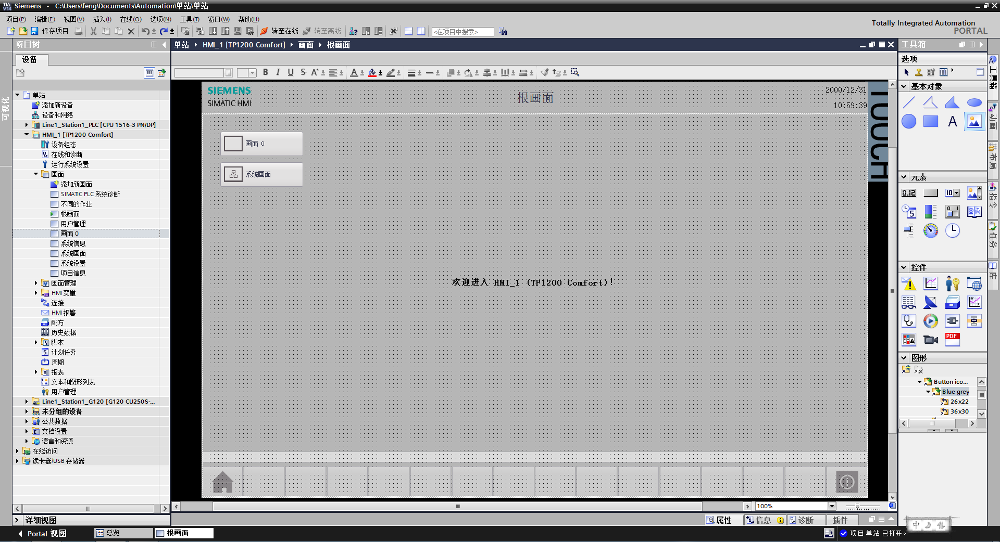 Siemens  -  C:\Users\feng\Documents\Automation\单站\单站
项目(P) 编辑(E) 视图(V) 插入(I) 在线(O) 选项(N) 工具(T) 窗口(W) 帮助(H)
Totally Integrated Automation
PORTAL
保存项目 转至在线 转至离线 <在项目中搜索>
项目树
单站 HMI_1 [TP1200 Comfort] 画面 根画面
工具箱
设备
选项
可视化
单站
添加新设备
设备和网络
Line1_Station1_PLC [CPU 1516-3 PN/DP]
HMI_1 [TP1200 Comfort]
设备组态
在线和诊断
运行系统设置
画面
添加新画面
SIMATIC PLC 系统诊断
不同的作业
根画面
用户管理
画面 0
系统信息
系统画面
系统设置
项目信息
画面管理
HMI 变量
连接
HMI 报警
配方
历史数据
脚本
计划任务
周期
报表
文本和图形列表
用户管理
Line1_Station1_G120 [G120 CU250S-...
未分组的设备
公共数据
文档设置
语言和资源
在线访问
读卡器/USB 存储器
详细视图
SIEMENS
SIMATIC HMI
根画面
2000/12/31
10:59:39
TOUCH
画面 0
系统画面
欢迎进入 HMI_1 (TP1200 Comfort)!
100%
属性 信息 诊断 插件
基本对象
元素
控件
PDF
图形
Button ico...
Blue grey
26x22
36x30
工具箱
动画
布局
指令
任务
库
Portal 视图 总览 根画面
项目 单站 已打开。
中